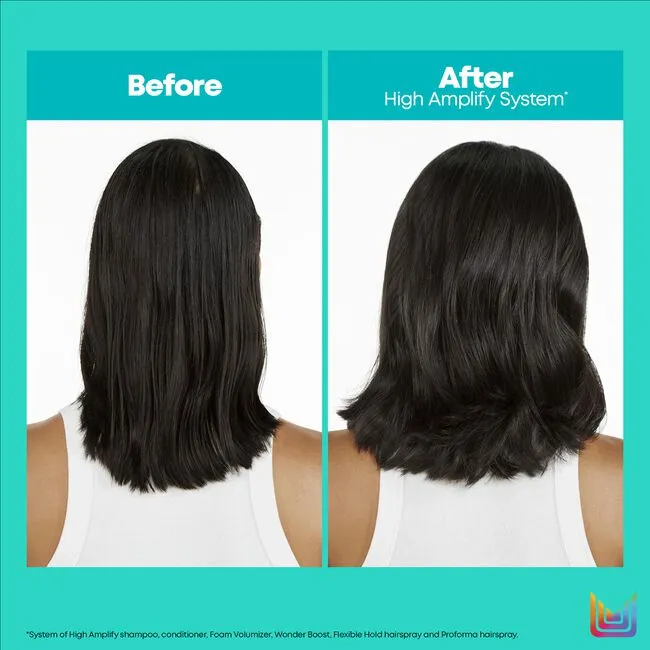 Before
After
High Amplify System*
*System of High Amplify shampoo, conditioner, Foam Volumizer, Wonder Boost, Flexible Hold hairspray and Proforma hairspray.